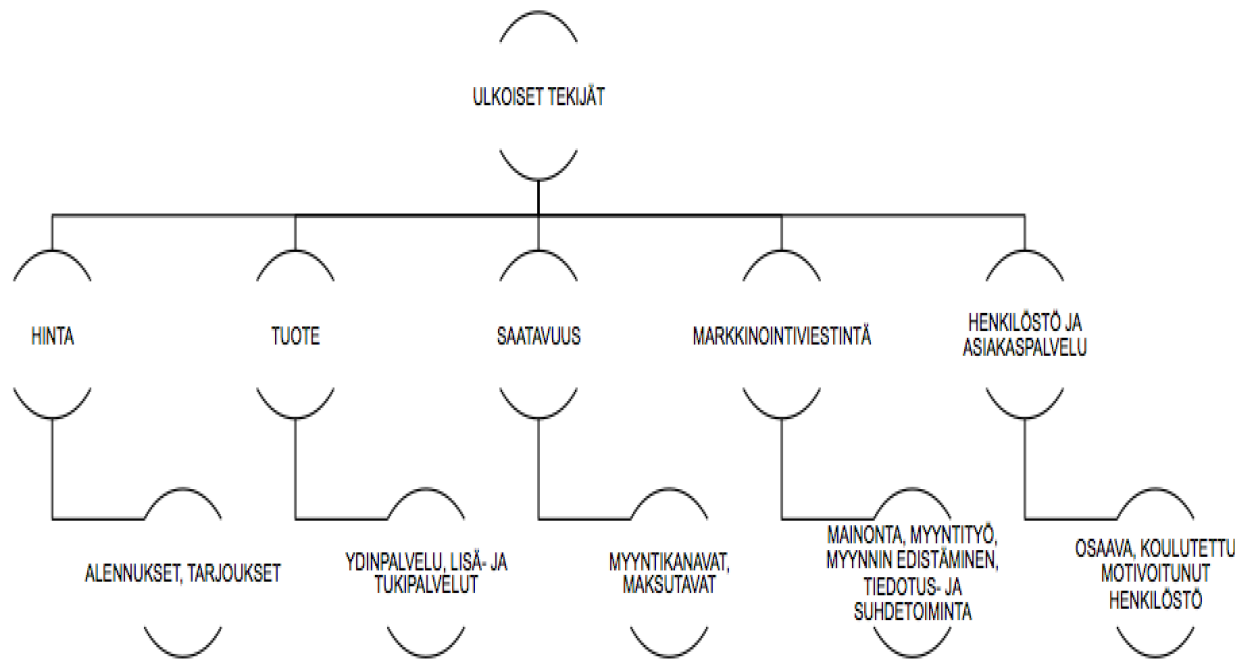 ULKOISET TEKIJÄT
HINTA
TUOTE
SAATAVUUS
MARKKINOINTIVIESTINTÄ
HENKILÖSTÖ JA
ASIAKASPALVELU
ALENNUKSET, TARJOUKSET
YDINPALVELU, LISÄ- JA
TUKIPALVELUT
MYYNTIKANAVAT,
MAKSUTAVAT
MAINONTA, MYYNTITYÖ,
MYYNNIN EDISTÄMINEN,
TIEDOTUS- JA
SUHDETOIMINTA
OSAAVA, KOULUTETTU
MOTIVOITUNUT
HENKILÖSTÖ